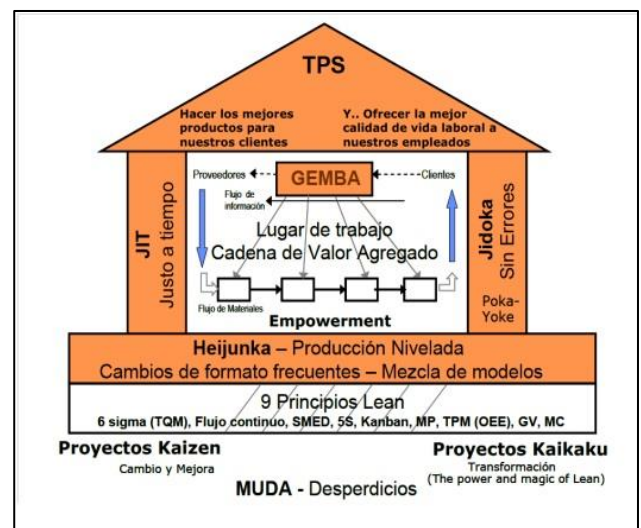 TPS
Hacer los mejores
productos para
nuestros clientes
Y.. Ofrecer la mejor
calidad de vida laboral a
nuestros empleados
JIT
Justo a tiempo
Proveedores
GEMBA
Clientes
Flujo de
información
Lugar de trabajo
Cadena de Valor Agregado
Flujo de Materiales
Empowerment
Jidoka
Sin Errores
Poka-
Yoke
Heijunka – Producción Nivelada
Cambios de formato frecuentes – Mezcla de modelos
9 Principios Lean
6 sigma (TQM), Flujo continuo, SMED, 5S, Kanban, MP, TPM (OEE), GV, MC
Proyectos Kaizen
Cambio y Mejora
Proyectos Kaikaku
Transformación
(The power and magic of Lean)
MUDA - Desperdicios